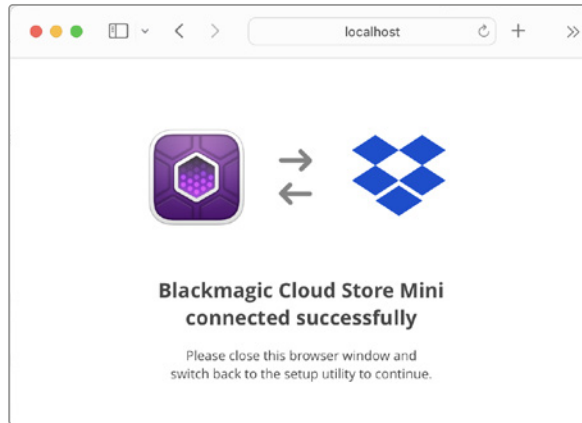 localhost
Blackmagic Cloud Store Mini
connected successfully
Please close this browser window and
switch back to the setup utility to continue.